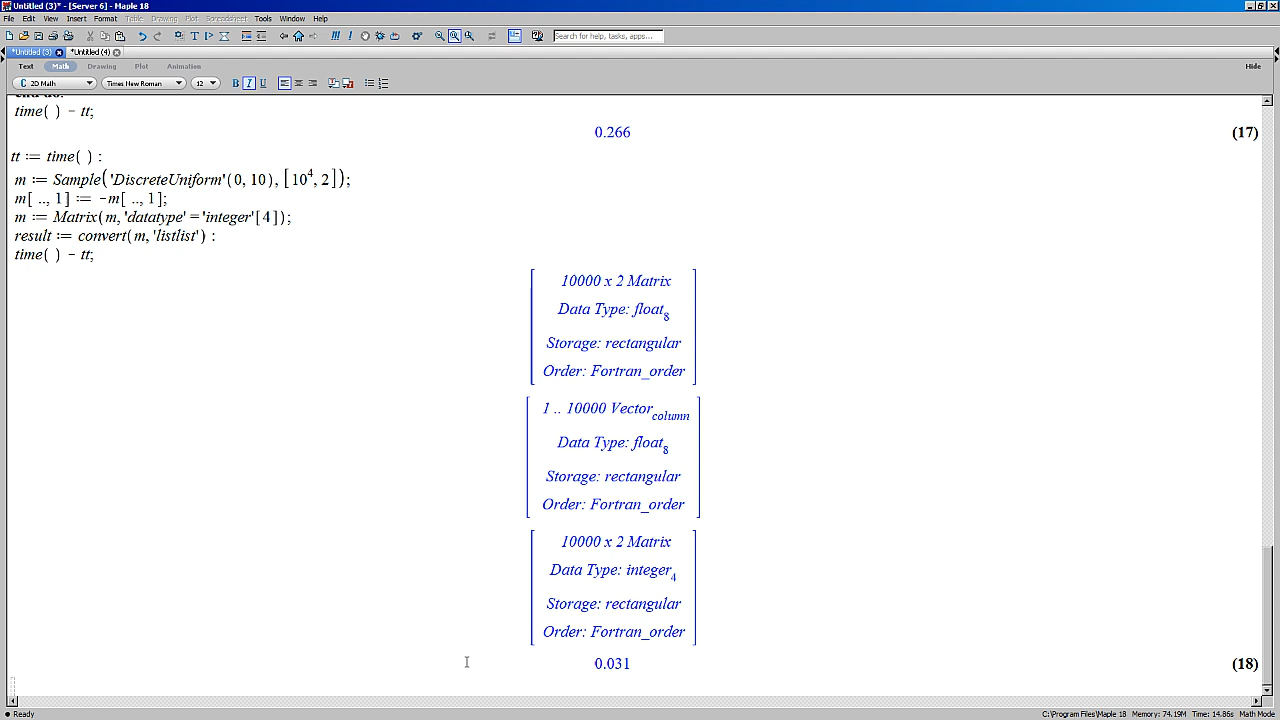 Untitled (3)* - [Server 6] - Maple 18
File Edit View Insert Format Table Drawing Plot Spreadsheet Tools Window Help
Search for help, tasks, apps...
*Untitled (3) *Untitled (4)
Text Math Drawing Plot Animation Hide
C 2D Math Times New Roman 12 B I U
time( ) - tt;
0.266 (17)
tt := time( ) :
m := Sample('DiscreteUniform'(0, 10), [10⁴, 2]);
m[ .., 1] := -m[ .., 1];
m := Matrix(m, 'datatype' = 'integer'[4]);
result := convert(m, 'listlist') :
time( ) - tt;
10000 x 2 Matrix
Data Type: float₈
Storage: rectangular
Order: Fortran_order
1 .. 10000 Vector column
Data Type: float₈
Storage: rectangular
Order: Fortran_order
10000 x 2 Matrix
Data Type: integer₄
Storage: rectangular
Order: Fortran_order
0.031 (18)
Ready C:\Program Files\Maple 18 Memory: 74.19M Time: 14.86s Math Mode